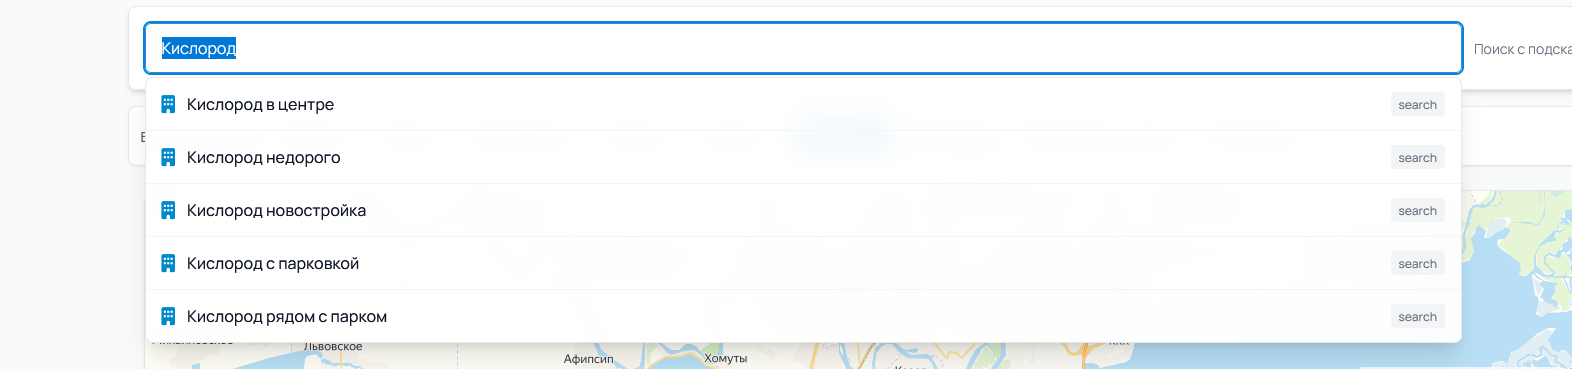 Кислород
Поиск с
Кислород в центре
search
Кислород недорого
search
Кислород новостройка
search
Кислород с парковкой
search
Кислород рядом с парком
search
Львовское
Афипсип
Хомуты